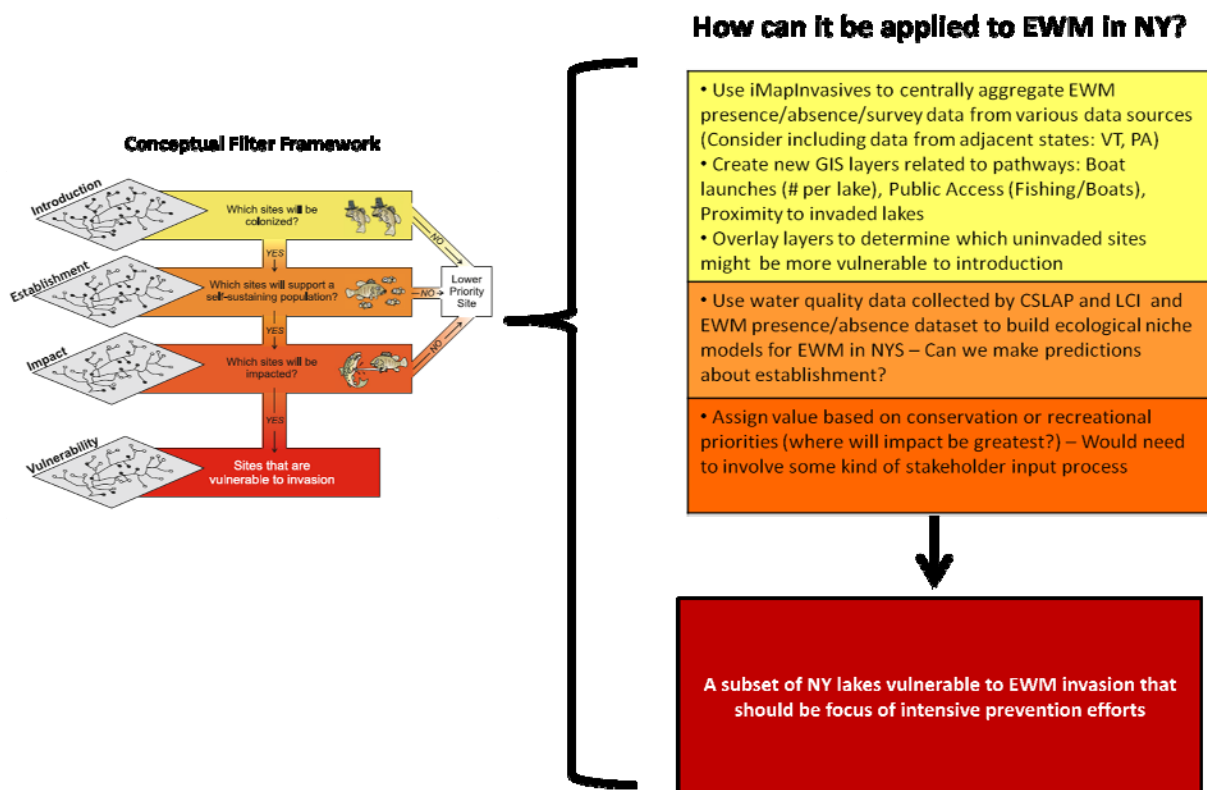 How can it be applied to EWM in NY?
Conceptual Filter Framework
Introduction
Which sites will be
colonized?
NO
YES
Establishment
Which sites will support a
self-sustaining population?
NO
Lower
Priority
Site
YES
Impact
Which sites will be
impacted?
NO
YES
Vulnerability
Sites that are
vulnerable to invasion
• Use iMapInvasives to centrally aggregate EWM
presence/absence/survey data from various data sources
(Consider including data from adjacent states: VT, PA)
• Create new GIS layers related to pathways: Boat
launches (# per lake), Public Access (Fishing/Boats),
Proximity to invaded lakes
• Overlay layers to determine which uninvaded sites
might be more vulnerable to introduction
• Use water quality data collected by CSLAP and LCI and
EWM presence/absence dataset to build ecological niche
models for EWM in NYS – Can we make predictions
about establishment?
• Assign value based on conservation or recreational
priorities (where will impact be greatest?) – Would need
to involve some kind of stakeholder input process
A subset of NY lakes vulnerable to EWM invasion that
should be focus of intensive prevention efforts